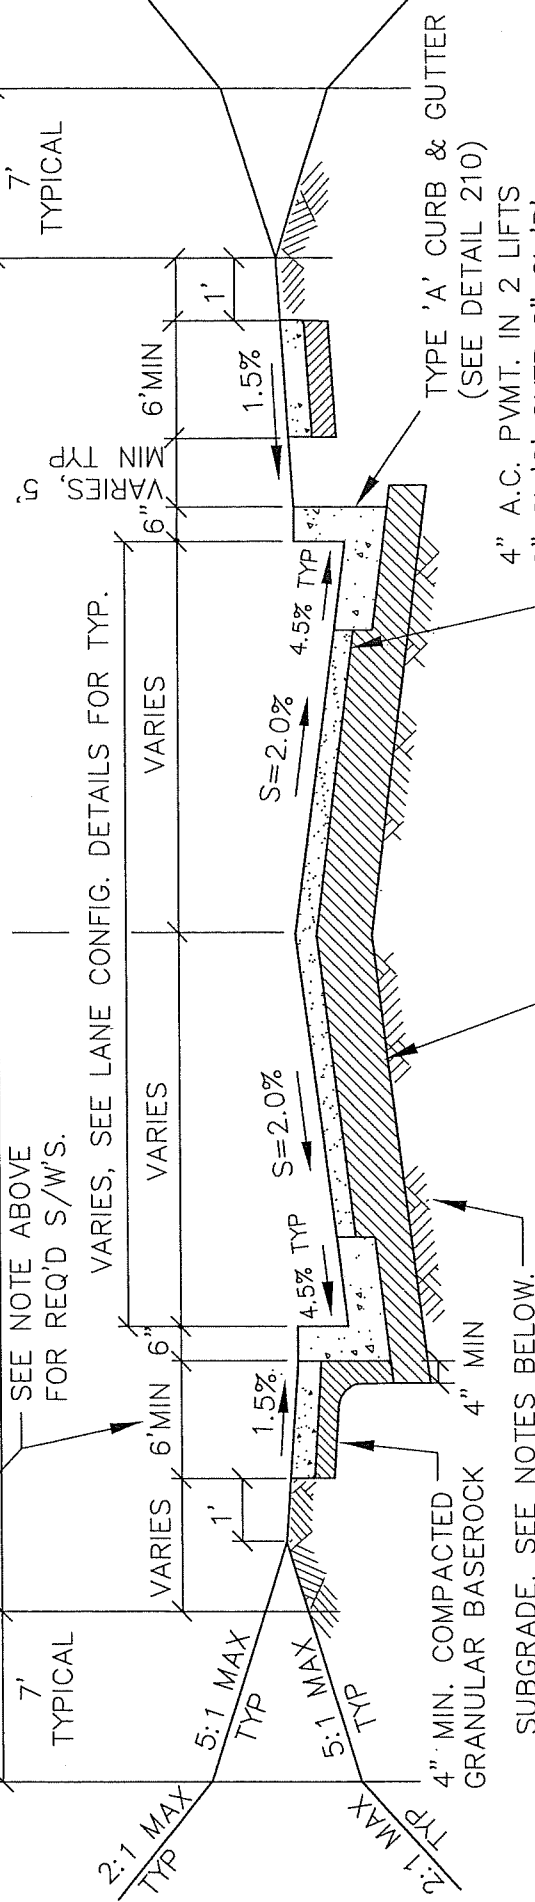 7'
TYPICAL
7'
TYPICAL
SEE NOTE ABOVE
FOR REQ'D S/W'S.
VARIES, SEE LANE CONFIG. DETAILS FOR TYP.
VARIES
6'MIN
6"
VARIES
VARIES
6"
VARIES, 5'
MIN TYP
6'MIN
1'
1'
2:1 MAX
TYP
5:1 MAX
TYP
5:1 MAX
TYP
2:1 MAX
TYP
1.5%
4.5% TYP
S=2.0%
S=2.0%
4.5% TYP
1.5%
4" MIN. COMPACTED
GRANULAR BASEROCK
4" MIN
SUBGRADE, SEE NOTES BELOW.
TYPE 'A' CURB & GUTTER
(SEE DETAIL 210)
4" A.C. PVMT. IN 2 LIFTS